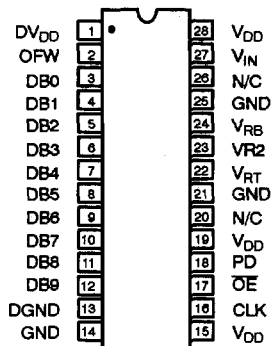 DVDD 1 28 VDD
OFW 2 27 VIN
DB0 3 26 N/C
DB1 4 25 GND
DB2 5 24 VRB
DB3 6 23 VR2
DB4 7 22 VRT
DB5 8 21 GND
DB6 9 20 N/C
DB7 10 19 VDD
DB8 11 18 PD
DB9 12 17 OE
DGND 13 16 CLK
GND 14 15 VDD